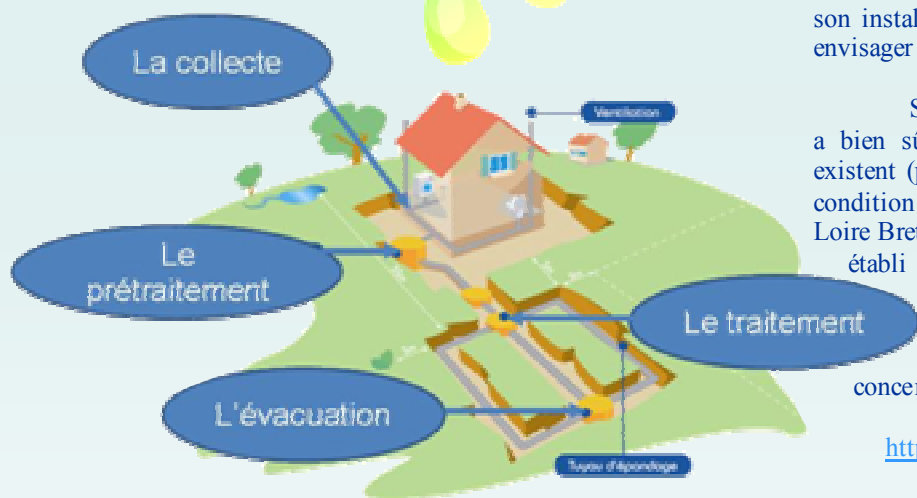 La collecte
Ventilation
Le
prétraitement
Le traitement
L'évacuation
Tuyau d'épandage
son instal
envisager
S
a bien sû
existent (p
condition
Loire Bret
établi
concer
http